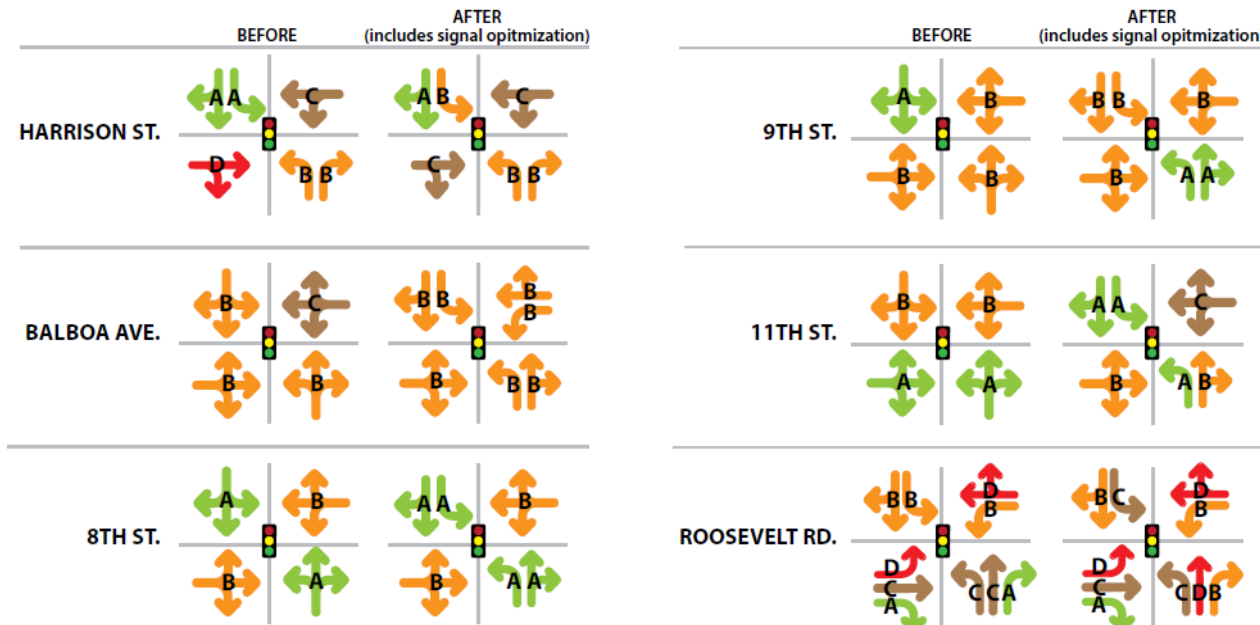 BEFORE
AFTER
(includes signal opitmization)
HARRISON ST.
A A
C
D
B B
A B
C
C
B B
BALBOA AVE.
B
C
B
B
B B
B
B
B
B B
8TH ST.
A
B
B
A
A A
B
B
A A
BEFORE
AFTER
(includes signal opitmization)
9TH ST.
A
B
B
B
B B
B
B
A A
11TH ST.
B
B
A
A
A A
C
B
A B
ROOSEVELT RD.
B B
D
B
D
C
A
C C A
B C
D
B
D
C
A
C D B